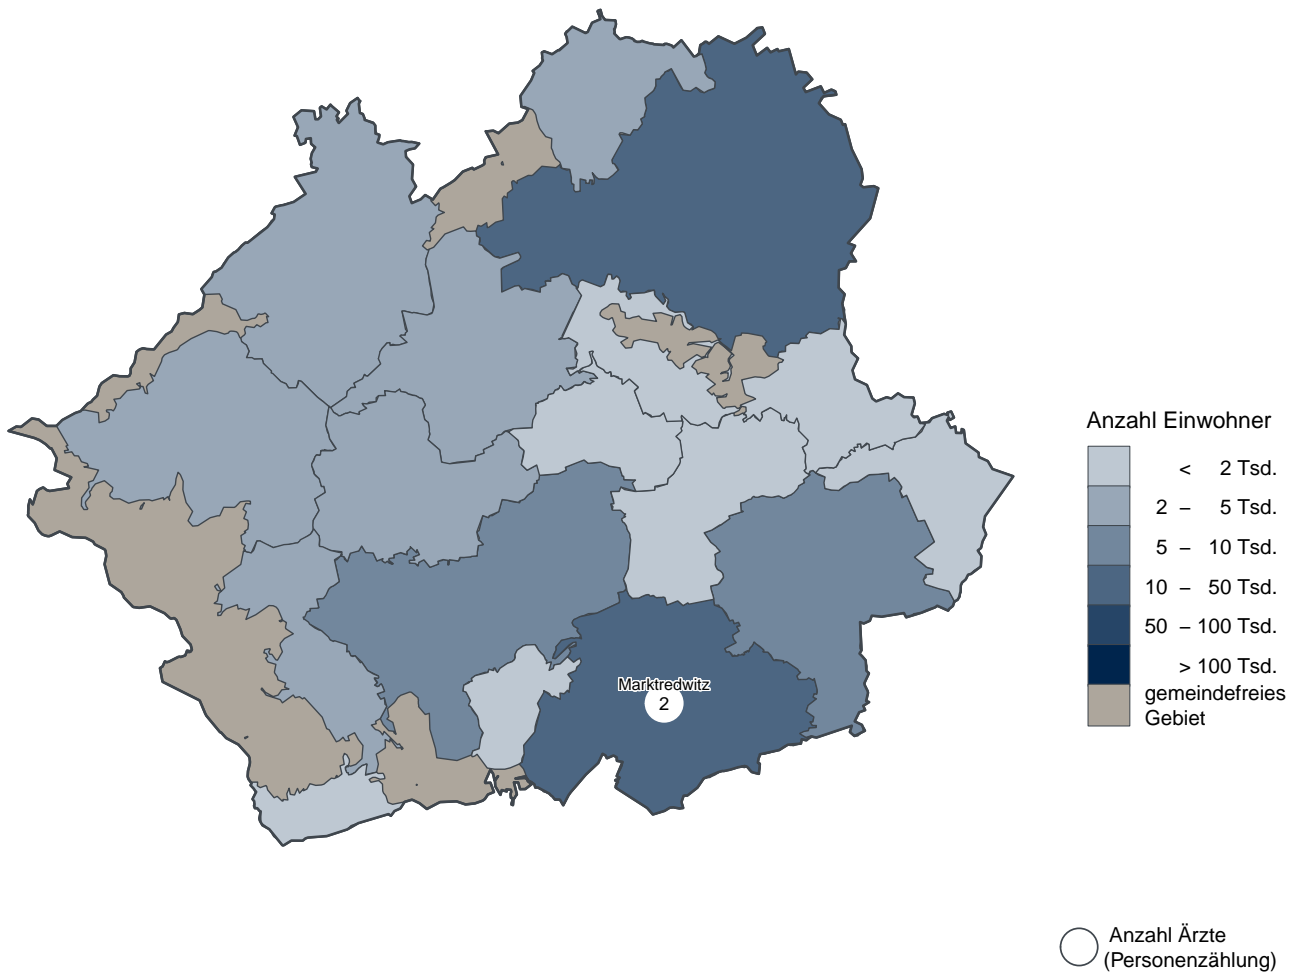 Marktredwitz
2
Anzahl Einwohner
< 2 Tsd.
2 – 5 Tsd.
5 – 10 Tsd.
10 – 50 Tsd.
50 – 100 Tsd.
> 100 Tsd.
gemeindefreies
Gebiet
Anzahl Ärzte
(Personenzählung)